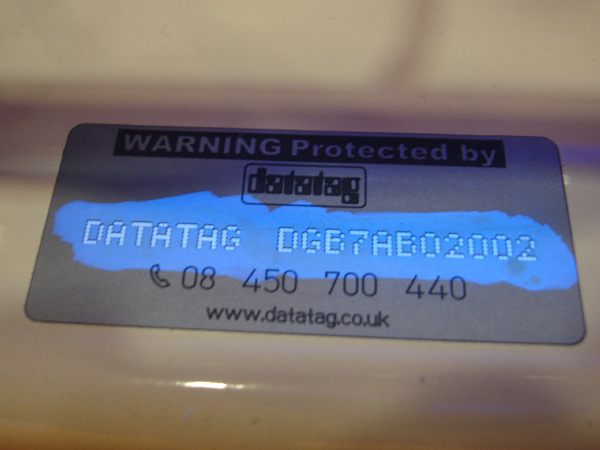 WARNING Protected by
datatag
DATATAG DGB7AB02002
08 450 700 440
www.datatag.co.uk